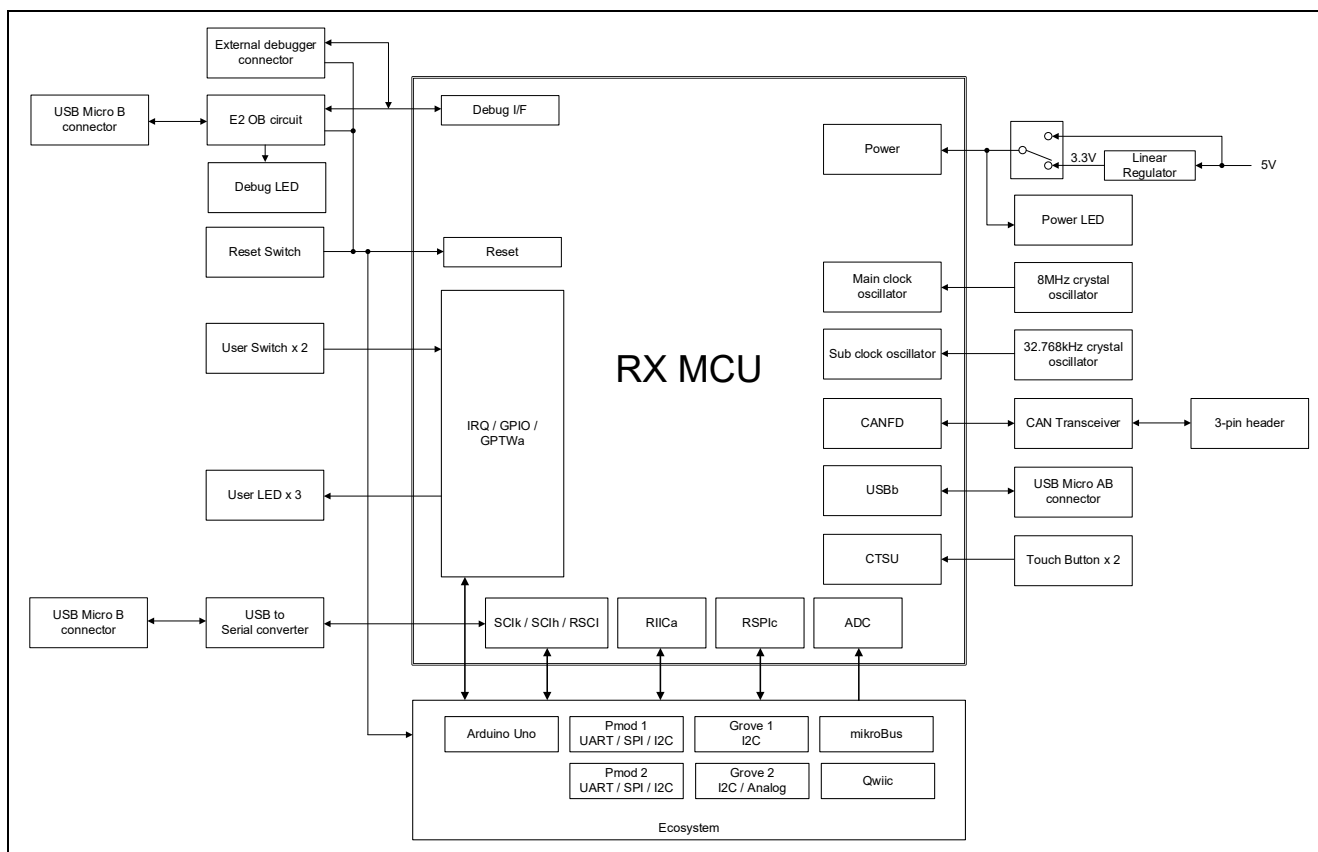 External debugger
connector
USB Micro B
connector
E2 OB circuit
Debug I/F
Debug LED
Reset Switch
Reset
User Switch x 2
IRQ / GPIO /
GPTWa
User LED x 3
USB Micro B
connector
USB to
Serial converter
RX MCU
Power
3.3V
Linear
Regulator
5V
Power LED
Main clock
oscillator
8MHz crystal
oscillator
Sub clock oscillator
32.768kHz crystal
oscillator
CANFD
CAN Transceiver
3-pin header
USBb
USB Micro AB
connector
CTSU
Touch Button x 2
SCIk / SCIh / RSCI
RIICa
RSPIc
ADC
Arduino Uno
Pmod 1
UART / SPI / I2C
Grove 1
I2C
mikroBus
Pmod 2
UART / SPI / I2C
Grove 2
I2C / Analog
Qwiic
Ecosystem